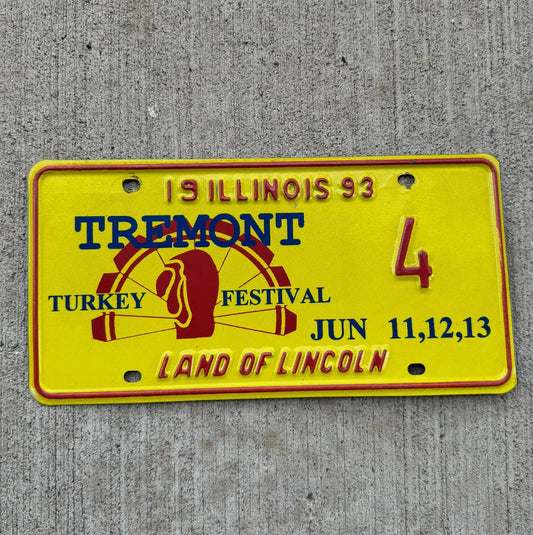 19 ILLINOIS 93
TREMONT
4
TURKEY FESTIVAL
JUN 11,12,13
LAND OF LINCOLN